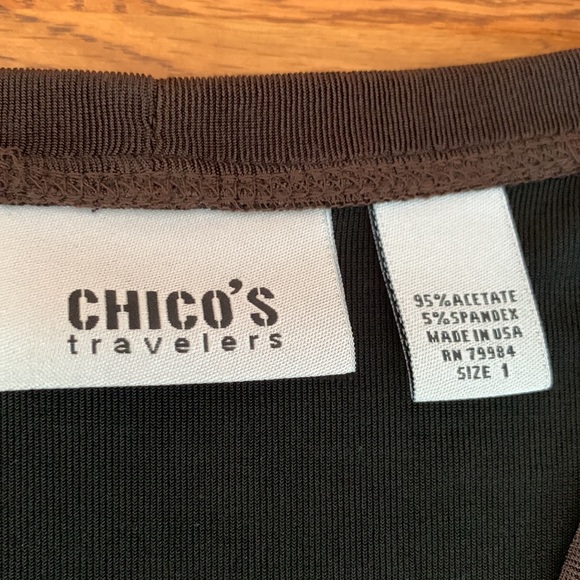 CHICO'S
travelers
95% ACETATE
5% SPANDEX
MADE IN USA
RN 79984
SIZE 1